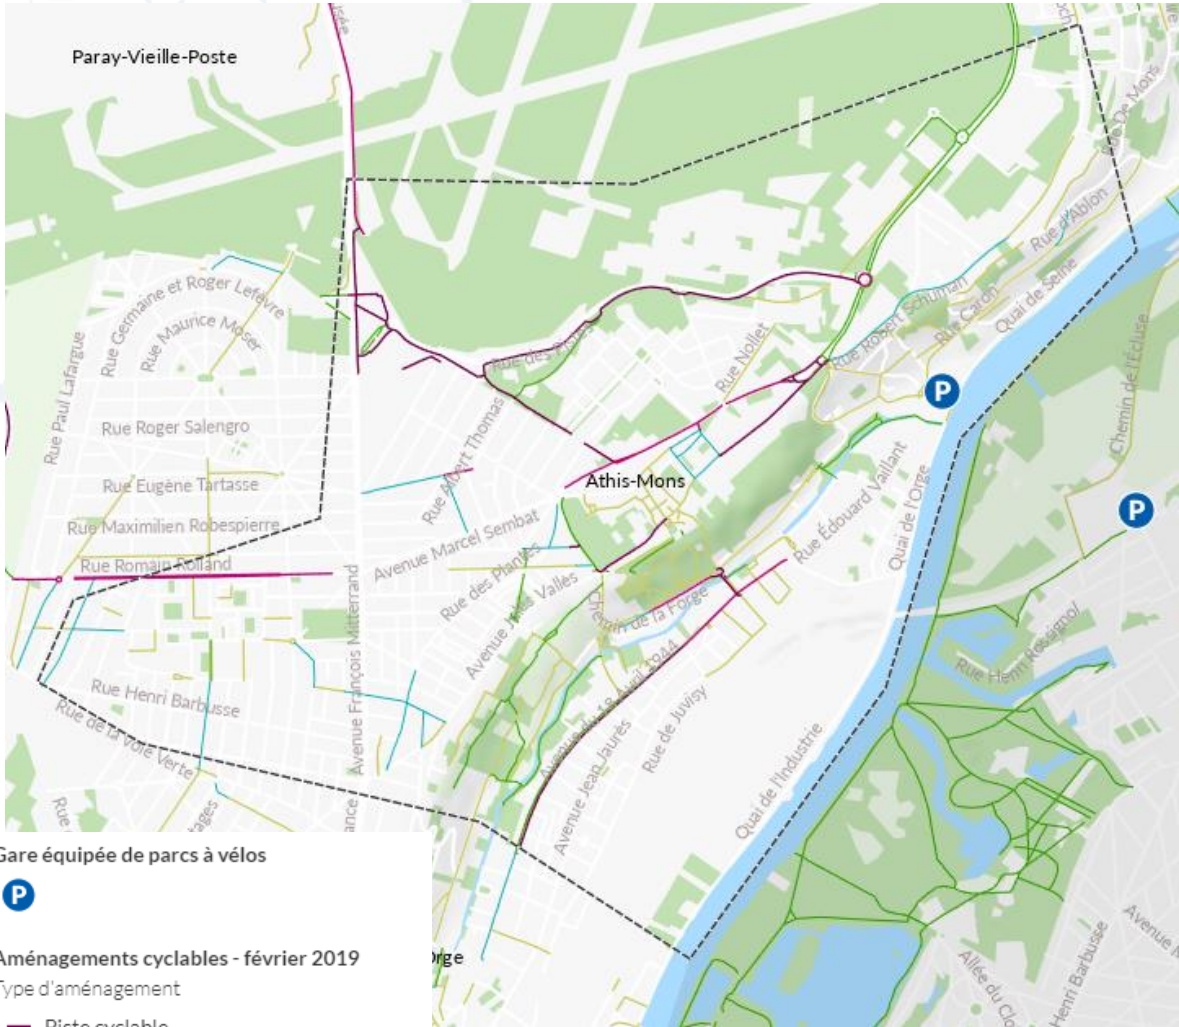 Paray-Vieille-Poste
Rue De Mons
Rue d'Ablon
Rue Germaine et Roger Lefèvre
Rue Maurice Moser
Rue Paul Lafargue
Rue des Pistes
Rue Nollet
Rue Robert Schuman
Rue Caron
Quai de Seine
Chemin de l'Écluse
P
Rue Roger Salengro
Rue Albert Thomas
Rue Eugène Tartasse
Athis-Mons
Rue Édouard Vaillant
Quai de l'Orge
P
Rue Maximilien Robespierre
Avenue Marcel Sembat
Rue Romain Rolland
Rue des Plantes
Avenue Jules Vallès
Chemin de la Forge
Avenue François Mitterrand
Rue Henri Rossignol
Rue Henri Barbusse
Avenue du 18 Avril 1944
Rue de Juvisy
Rue de la Voie Verte
Avenue Jean Jaurès
Quai de l'Industrie
Rue
Gare équipée de parcs à vélos
P
Aménagements cyclables - février 2019
Type d'aménagement
Piste cyclable
Orge
Avenue
Allée du Clo
Henri Barbusse